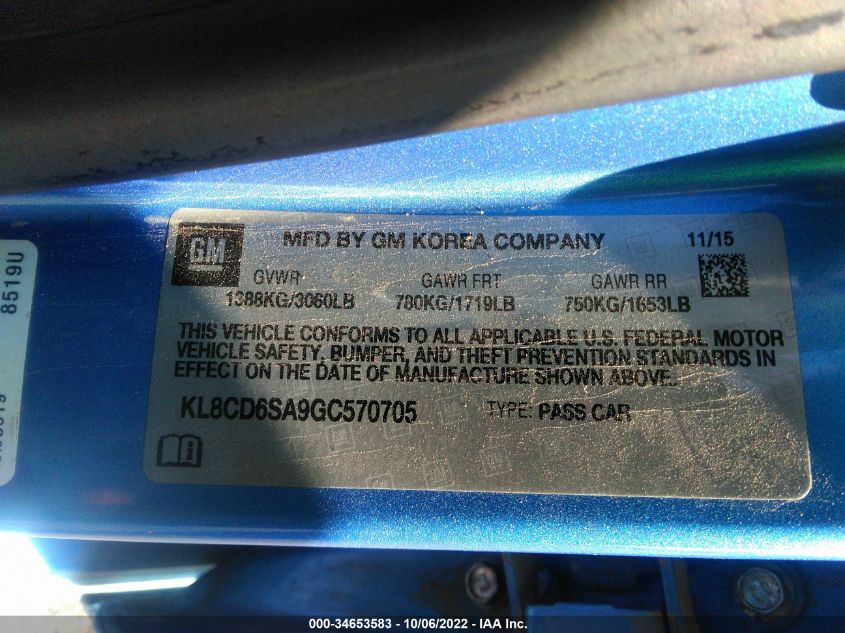 GM
MFD BY GM KOREA COMPANY 11/15
GVWR GAWR FRT GAWR RR
1388KG/3060LB 780KG/1719LB 750KG/1653LB
THIS VEHICLE CONFORMS TO ALL APPLICABLE U.S. FEDERAL MOTOR
VEHICLE SAFETY, BUMPER, AND THEFT PREVENTION STANDARDS IN
EFFECT ON THE DATE OF MANUFACTURE SHOWN ABOVE.
KL8CD6SA9GC570705 TYPE: PASS CAR
8519U
000-34653583 - 10/06/2022 - IAA Inc.